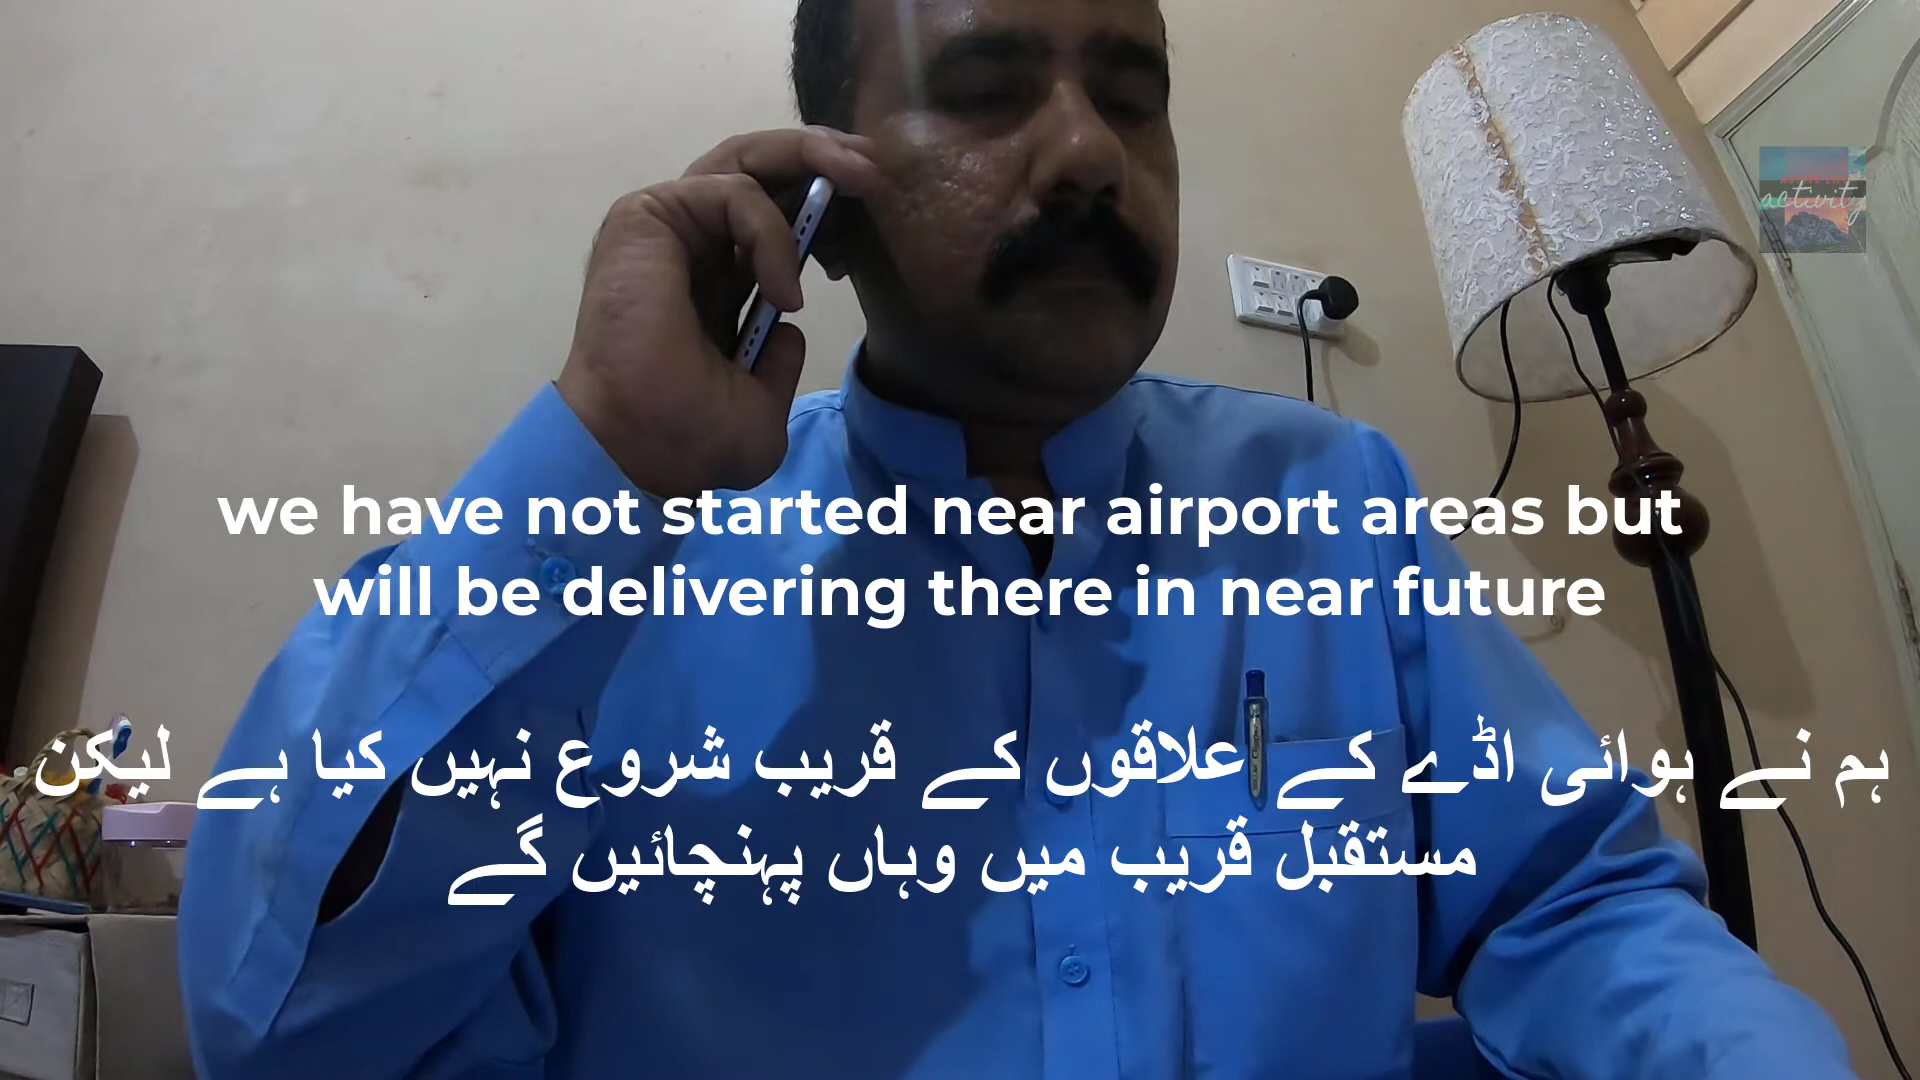 activity
we have not started near airport areas but
will be delivering there in near future
ہم نے ہوائی اڈے کے علاقوں کے قریب شروع نہیں کیا ہے لیکن
مستقبل قریب میں وہاں پہنچائیں گے